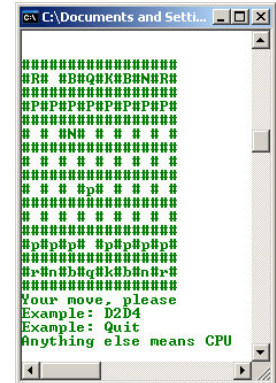 C:\Documents and Setti...
#################
#R# #B#Q#K#B#N#R#
#################
#P#P#P#P#P#P#P#P#
#################
# # #N# # # # # #
#################
# # # # # # # # #
#################
# # # #p# # # # #
#################
# # # # # # # # #
#################
#p#p#p# #p#p#p#p#
#################
#r#n#b#q#k#b#n#r#
#################
Your move, please
Example: D2D4
Example: Quit
Anything else means CPU